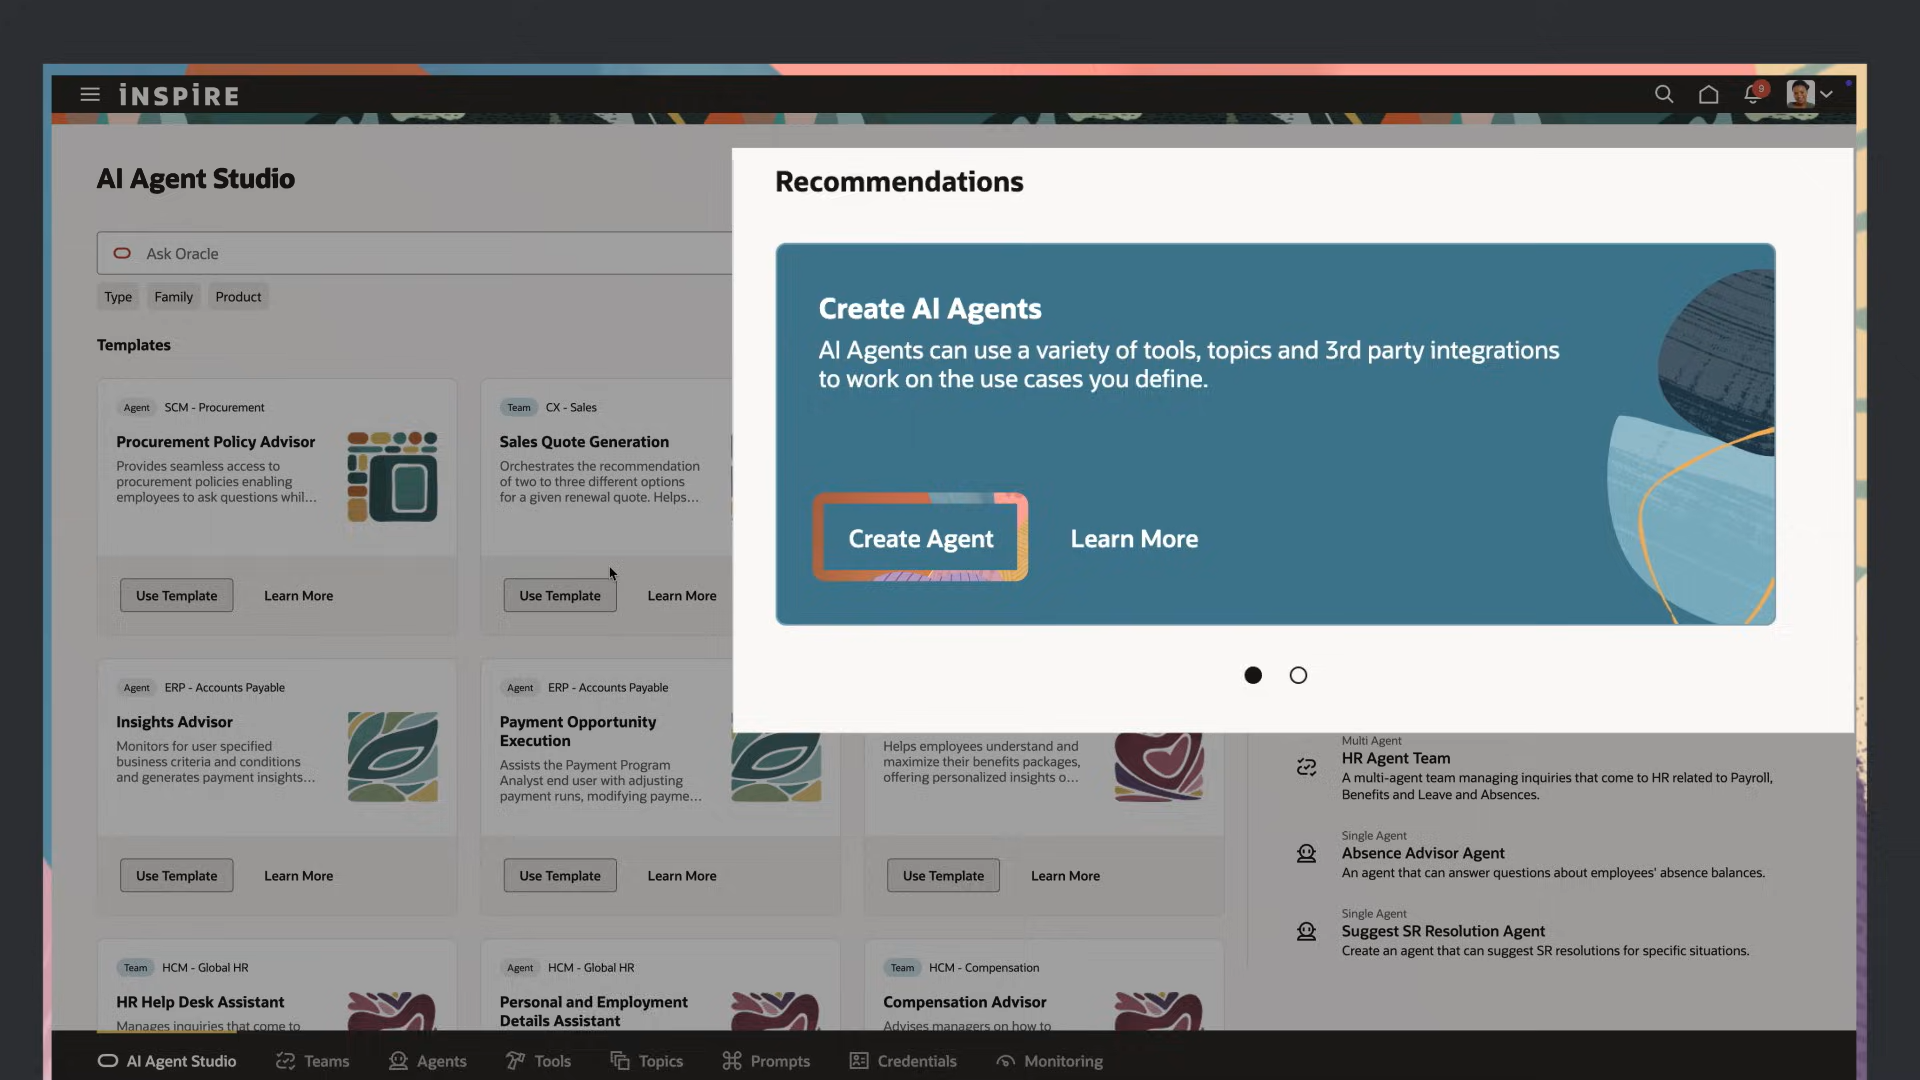 iNSPiRE
9
AI Agent Studio
Ask Oracle
Type Family Product
Templates
Agent SCM - Procurement
Procurement Policy Advisor
Provides seamless access to
procurement policies enabling
employees to ask questions whil...
Use Template Learn More
Team CX - Sales
Sales Quote Generation
Orchestrates the recommendation
of two to three different options
for a given renewal quote. Helps...
Use Template Learn More
Recommendations
Create AI Agents
AI Agents can use a variety of tools, topics and 3rd party integrations
to work on the use cases you define.
Create Agent Learn More
Agent ERP - Accounts Payable
Insights Advisor
Monitors for user specified
business criteria and conditions
and generates payment insights...
Use Template Learn More
Agent ERP - Accounts Payable
Payment Opportunity
Execution
Assists the Payment Program
Analyst end user with adjusting
payment runs, modifying payme...
Use Template Learn More
Helps employees understand and
maximize their benefits packages,
offering personalized insights o...
Use Template Learn More
Multi Agent
HR Agent Team
A multi-agent team managing inquiries that come to HR related to Payroll,
Benefits and Leave and Absences.
Single Agent
Absence Advisor Agent
An agent that can answer questions about employees' absence balances.
Single Agent
Suggest SR Resolution Agent
Create an agent that can suggest SR resolutions for specific situations.
Team HCM - Global HR
HR Help Desk Assistant
Manages inquiries that come to
Agent HCM - Global HR
Personal and Employment
Details Assistant
Team HCM - Compensation
Compensation Advisor
Advises managers on how to
AI Agent Studio Teams Agents Tools Topics Prompts Credentials Monitoring